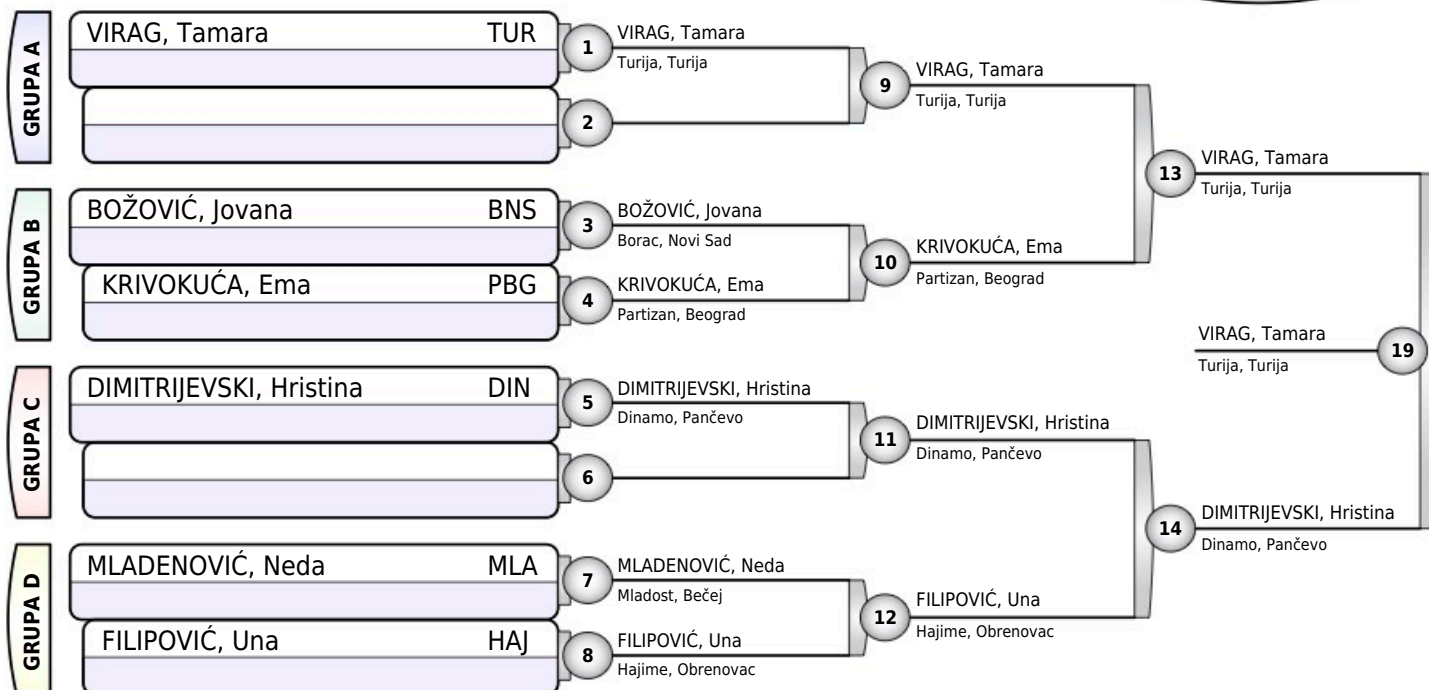 GRUPA A
VIRAG, Tamara TUR
1
VIRAG, Tamara
Turija, Turija
2
9
VIRAG, Tamara
Turija, Turija
GRUPA B
BOŽOVIĆ, Jovana BNS
3
BOŽOVIĆ, Jovana
Borac, Novi Sad
KRIVOKUĆA, Ema PBG
4
KRIVOKUĆA, Ema
Partizan, Beograd
10
KRIVOKUĆA, Ema
Partizan, Beograd
13
VIRAG, Tamara
Turija, Turija
VIRAG, Tamara
Turija, Turija
19
GRUPA C
DIMITRIJEVSKI, Hristina DIN
5
DIMITRIJEVSKI, Hristina
Dinamo, Pančevo
6
11
DIMITRIJEVSKI, Hristina
Dinamo, Pančevo
GRUPA D
MLADENOVIĆ, Neda MLA
7
MLADENOVIĆ, Neda
Mladost, Bečej
FILIPOVIĆ, Una HAJ
8
FILIPOVIĆ, Una
Hajime, Obrenovac
12
FILIPOVIĆ, Una
Hajime, Obrenovac
14
DIMITRIJEVSKI, Hristina
Dinamo, Pančevo